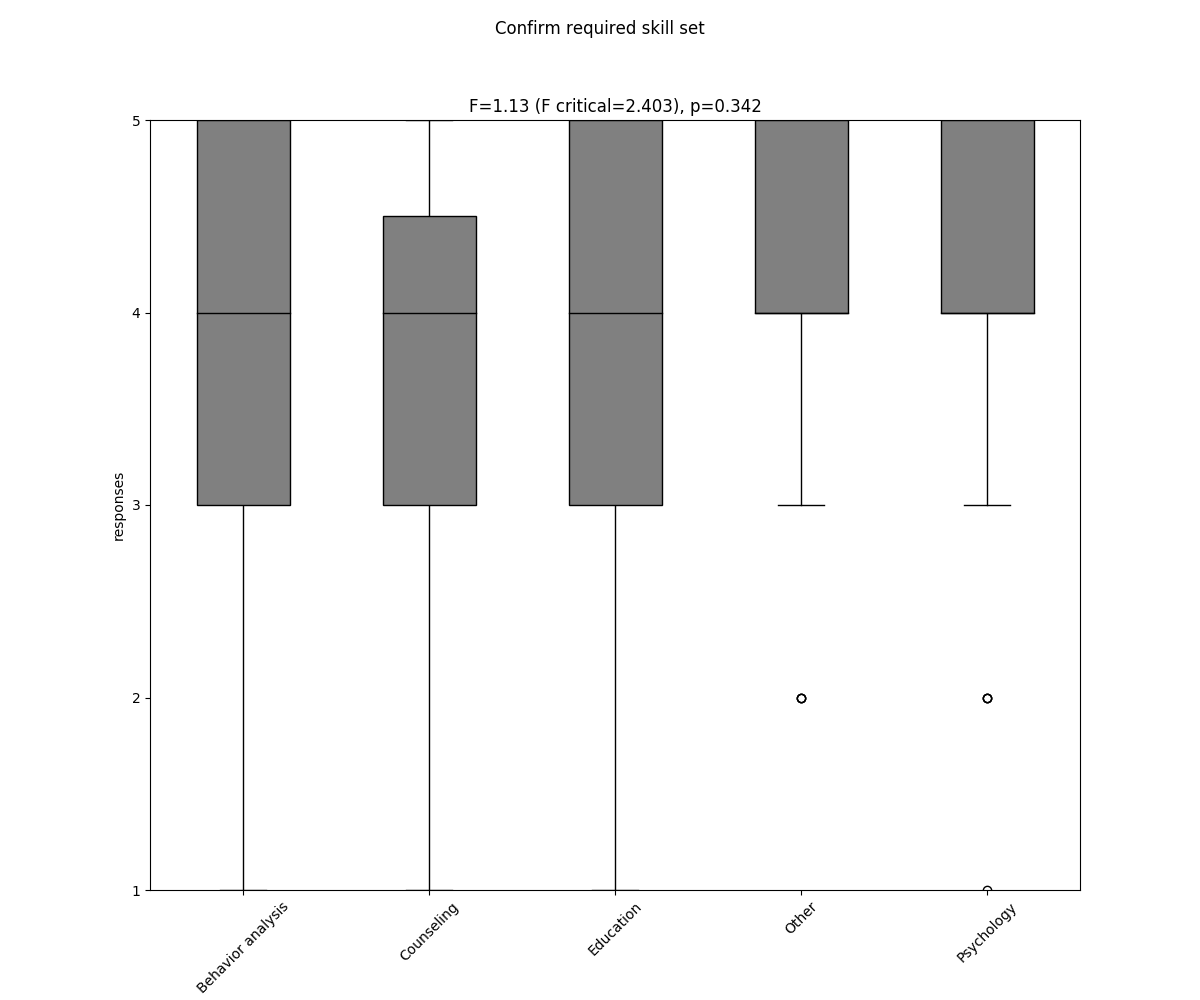 Confirm required skill set
F=1.13 (F critical=2.403), p=0.342
5
4
3
2
1
responses
Behavior analysis
Counseling
Education
Other
Psychology